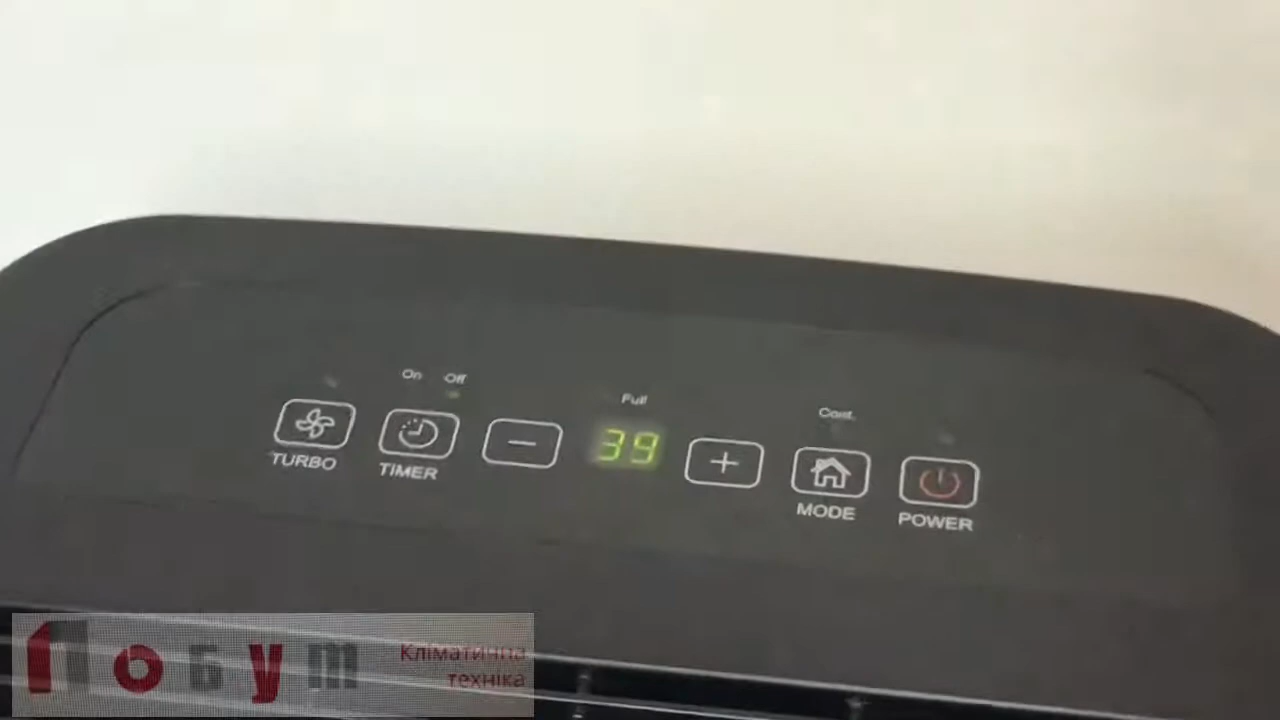 On Off
Full
Cont.
39
TURBO
TIMER
MODE
POWER
Побут
Кліматична
техніка